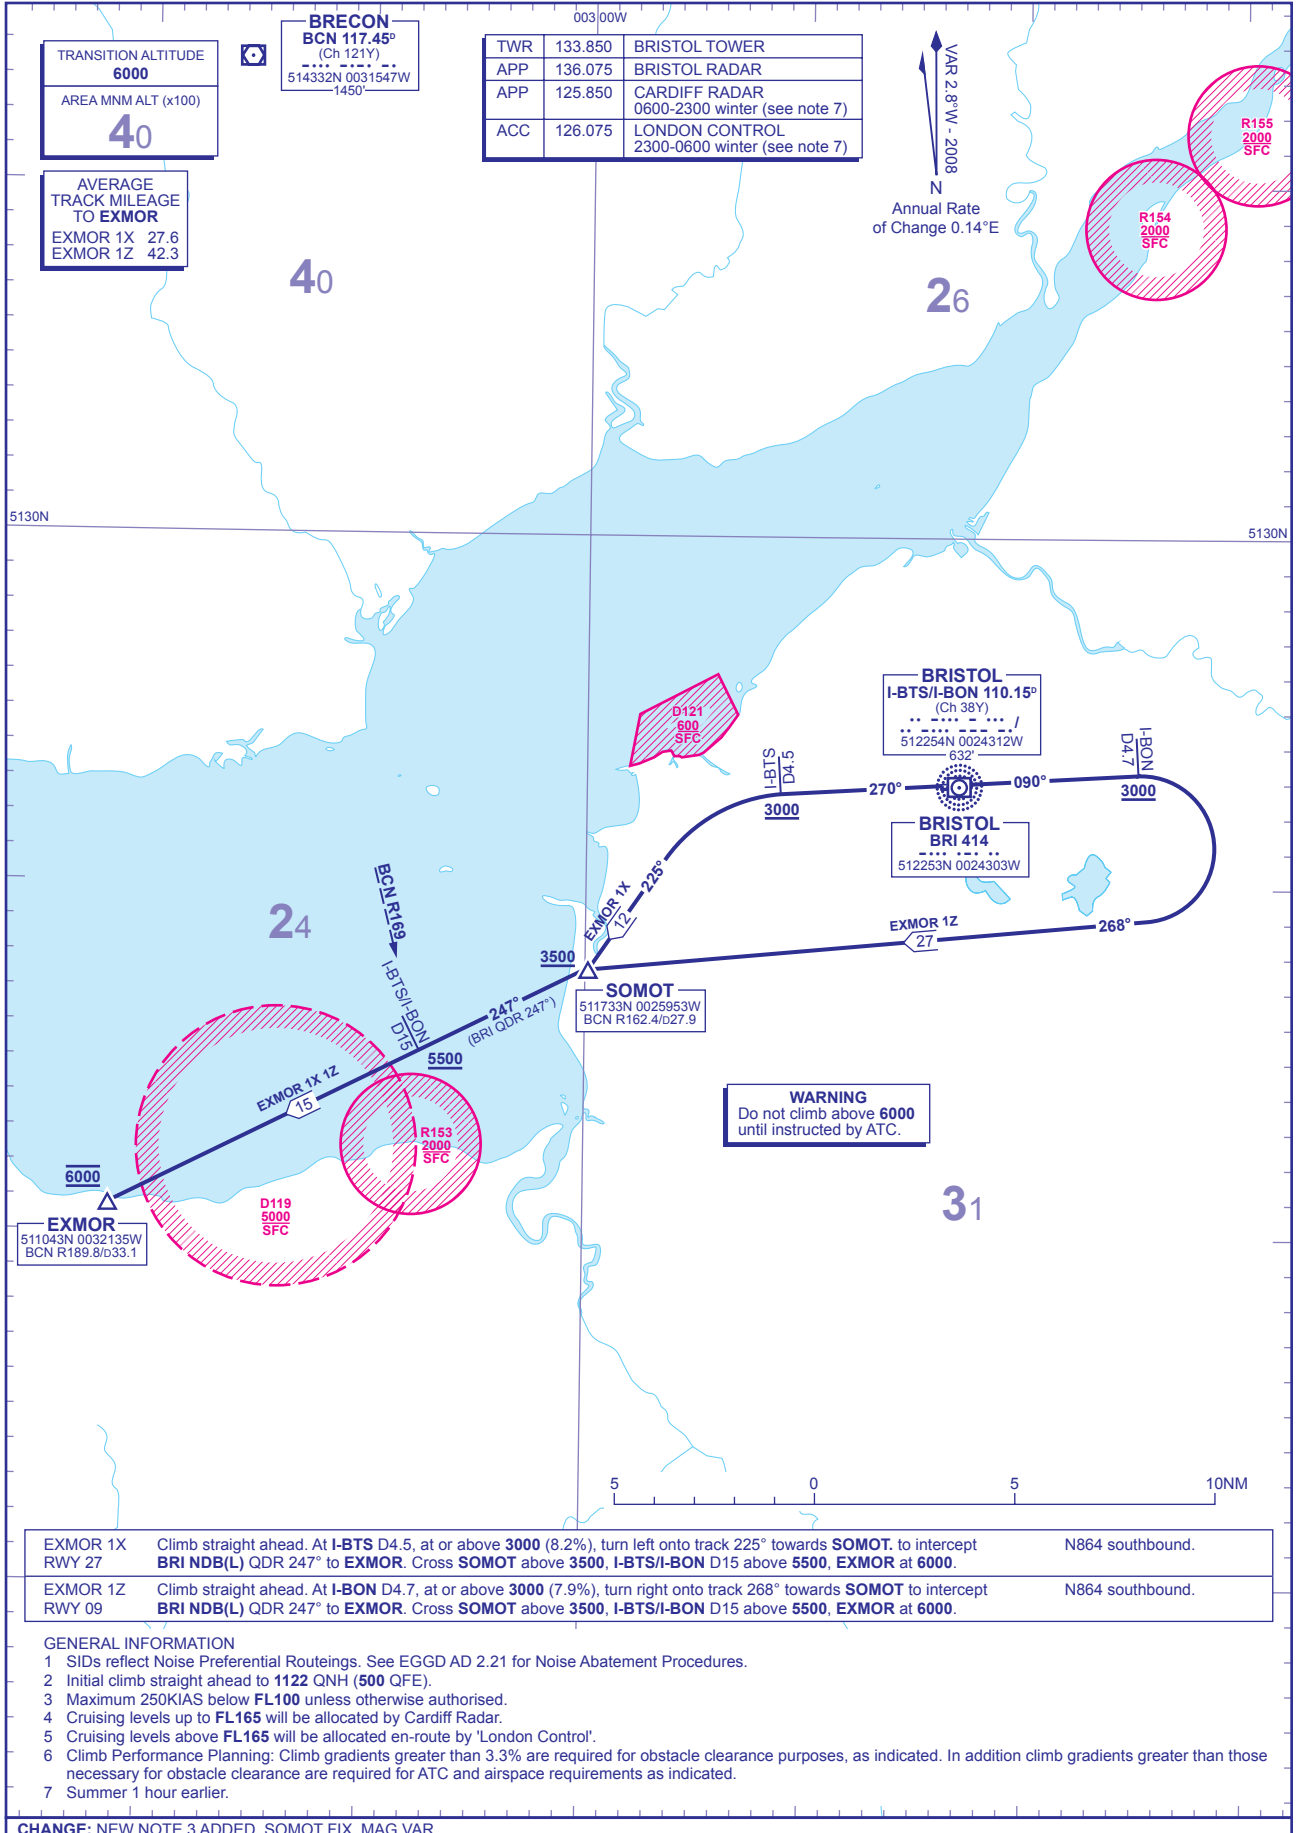 003 00W
TRANSITION ALTITUDE
6000
AREA MNM ALT (x100)
40
AVERAGE
TRACK MILEAGE
TO EXMOR
EXMOR 1X 27.6
EXMOR 1Z 42.3
BRECON
BCN 117.45D
(Ch 121Y)
514332N 0031547W
1450'
TWR 133.850 BRISTOL TOWER
APP 136.075 BRISTOL RADAR
APP 125.850 CARDIFF RADAR
0600-2300 winter (see note 7)
ACC 126.075 LONDON CONTROL
2300-0600 winter (see note 7)
VAR 2.8°W - 2008
N
Annual Rate
of Change 0.14°E
R155
2000
SFC
R154
2000
SFC
40
26
5130N
5130N
D121
600
SFC
BRISTOL
I-BTS/I-BON 110.15D
(Ch 38Y)
/
512254N 0024312W
632'
I-BTS
D4.5
3000
270°
090°
I-BON
D4.7
3000
BRISTOL
BRI 414
512253N 0024303W
EXMOR 1X
12
225°
EXMOR 1Z
27
268°
BCN R169
24
I-BTS/I-BON
D15
3500
SOMOT
511733N 0025953W
BCN R162.4/D27.9
247°
(BRI QDR 247°)
5500
EXMOR 1X 1Z
15
R153
2000
SFC
WARNING
Do not climb above 6000
until instructed by ATC.
6000
EXMOR
511043N 0032135W
BCN R189.8/D33.1
D119
5000
SFC
31
5 0 5 10NM
EXMOR 1X Climb straight ahead. At I-BTS D4.5, at or above 3000 (8.2%), turn left onto track 225° towards SOMOT. to intercept N864 southbound.
RWY 27 BRI NDB(L) QDR 247° to EXMOR. Cross SOMOT above 3500, I-BTS/I-BON D15 above 5500, EXMOR at 6000.
EXMOR 1Z Climb straight ahead. At I-BON D4.7, at or above 3000 (7.9%), turn right onto track 268° towards SOMOT to intercept N864 southbound.
RWY 09 BRI NDB(L) QDR 247° to EXMOR. Cross SOMOT above 3500, I-BTS/I-BON D15 above 5500, EXMOR at 6000.
GENERAL INFORMATION
1 SIDs reflect Noise Preferential Routeings. See EGGD AD 2.21 for Noise Abatement Procedures.
2 Initial climb straight ahead to 1122 QNH (500 QFE).
3 Maximum 250KIAS below FL100 unless otherwise authorised.
4 Cruising levels up to FL165 will be allocated by Cardiff Radar.
5 Cruising levels above FL165 will be allocated en-route by 'London Control'.
6 Climb Performance Planning: Climb gradients greater than 3.3% are required for obstacle clearance purposes, as indicated. In addition climb gradients greater than those
necessary for obstacle clearance are required for ATC and airspace requirements as indicated.
7 Summer 1 hour earlier.
CHANGE: NEW NOTE 3 ADDED. SOMOT FIX. MAG VAR.